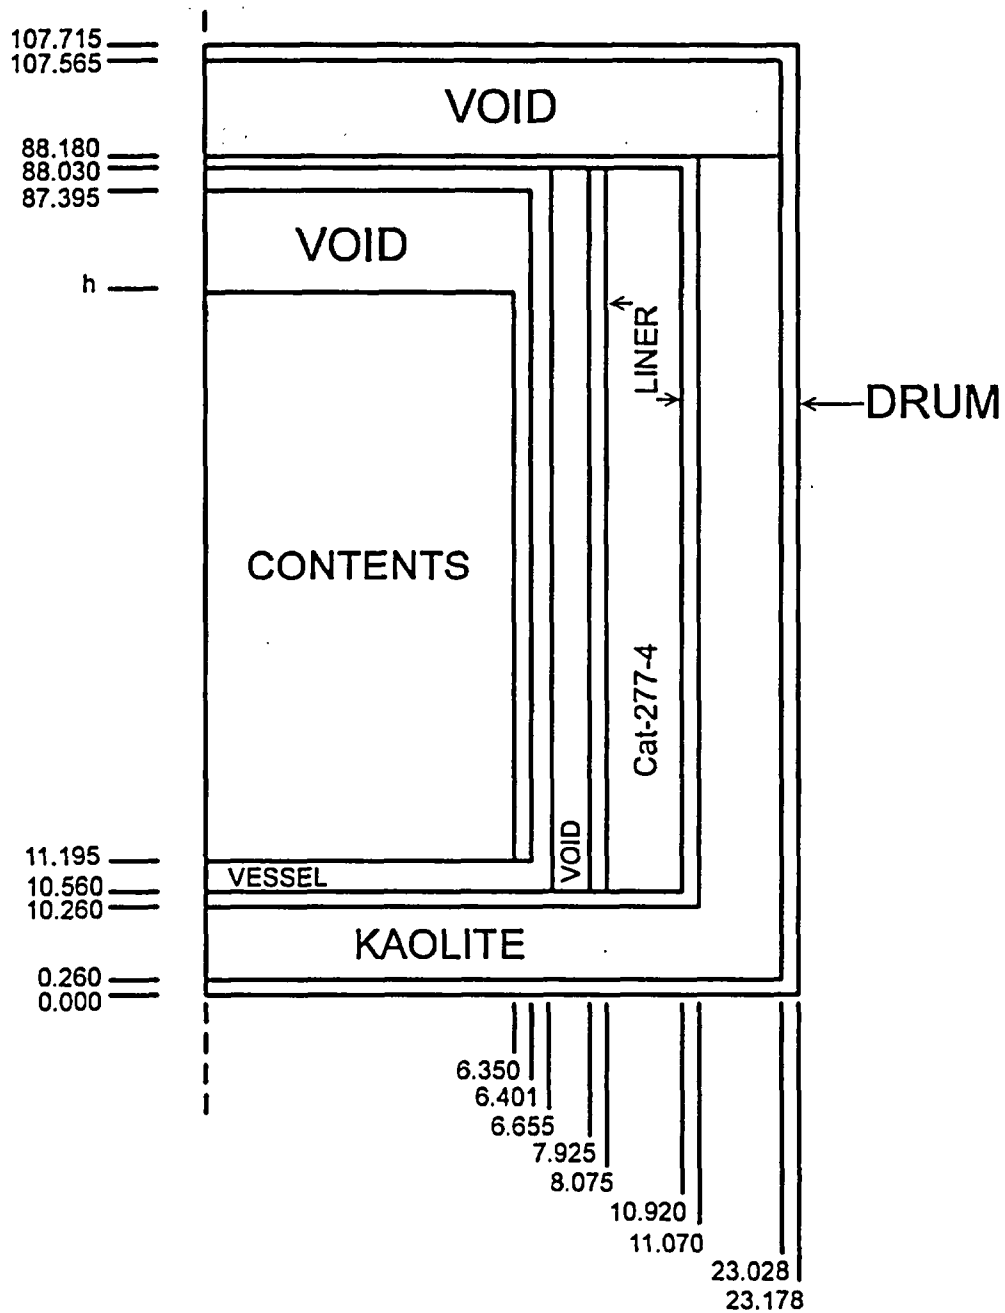 107.715
107.565
VOID
88.180
88.030
87.395
VOID
h
LINER
DRUM
CONTENTS
Cat-277-4
VOID
11.195
VESSEL
10.560
10.260
KAOLITE
0.260
0.000
6.350
6.401
6.655
7.925
8.075
10.920
11.070
23.028
23.178